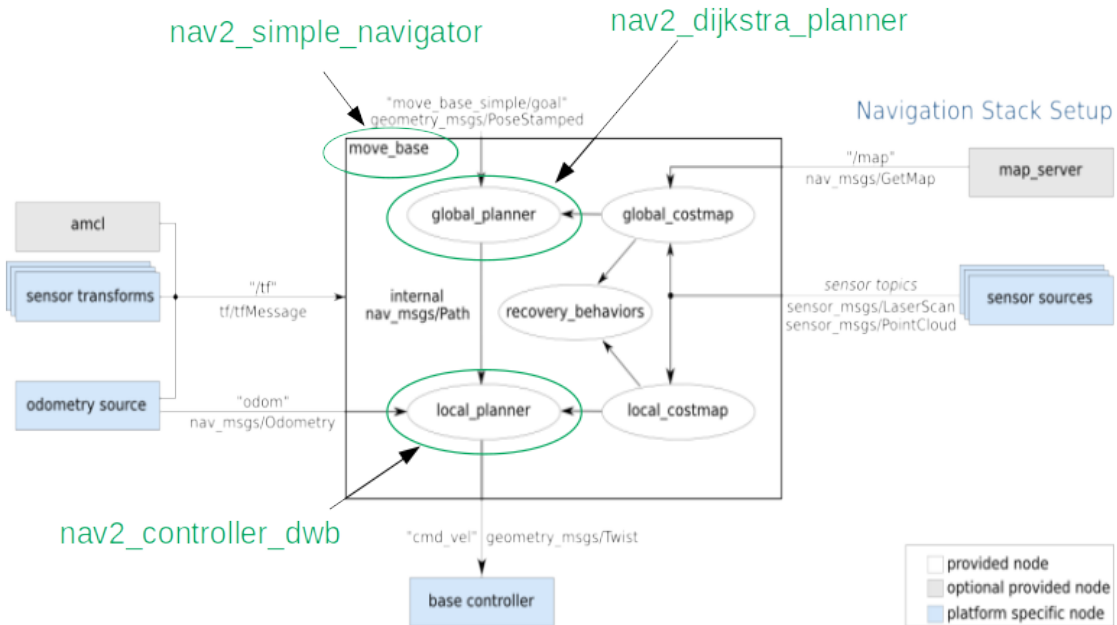 nav2_simple_navigator
nav2_dijkstra_planner
"move_base_simple/goal"
geometry_msgs/PoseStamped
Navigation Stack Setup
move_base
"/map"
nav_msgs/GetMap
map_server
amcl
global_planner
global_costmap
sensor transforms
"/tf"
tf/tfMessage
internal
nav_msgs/Path
recovery_behaviors
sensor topics
sensor_msgs/LaserScan
sensor_msgs/PointCloud
sensor sources
odometry source
"odom"
nav_msgs/Odometry
local_planner
local_costmap
nav2_controller_dwb
"cmd_vel" geometry_msgs/Twist
base controller
provided node
optional provided node
platform specific node